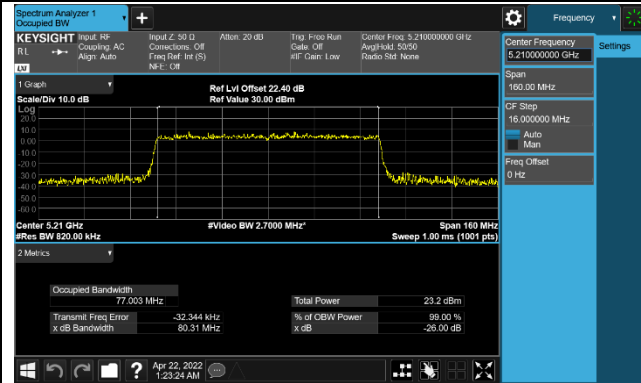 Spectrum Analyzer 1
Occupied BW
+
Frequency
KEYSIGHT
RL
Input: RF
Coupling: AC
Align: Auto
Input Z: 50 Ω
Corrections: Off
Freq Ref: Int (S)
NFE: Off
Atten: 20 dB
Trig: Free Run
Gate: Off
#IF Gain: Low
Center Freq: 5.210000000 GHz
Avg|Hold: 50/50
Radio Std: None
LXI
Center Frequency
5.210000000 GHz
Settings
Span
160.00 MHz
CF Step
16.000000 MHz
Auto
Man
Freq Offset
0 Hz
1 Graph
Scale/Div 10.0 dB
Ref Lvl Offset 22.40 dB
Ref Value 30.00 dBm
Log
20.0
10.0
0.00
-10.0
-20.0
-30.0
-40.0
-50.0
-60.0
Center 5.21 GHz
#Video BW 2.7000 MHz*
Span 160 MHz
#Res BW 820.00 kHz
Sweep 1.00 ms (1001 pts)
2 Metrics
Occupied Bandwidth
77.003 MHz
Total Power 23.2 dBm
Transmit Freq Error -32.344 kHz
% of OBW Power 99.00 %
x dB Bandwidth 80.31 MHz
x dB -26.00 dB
?
Apr 22, 2022
1:23:24 AM